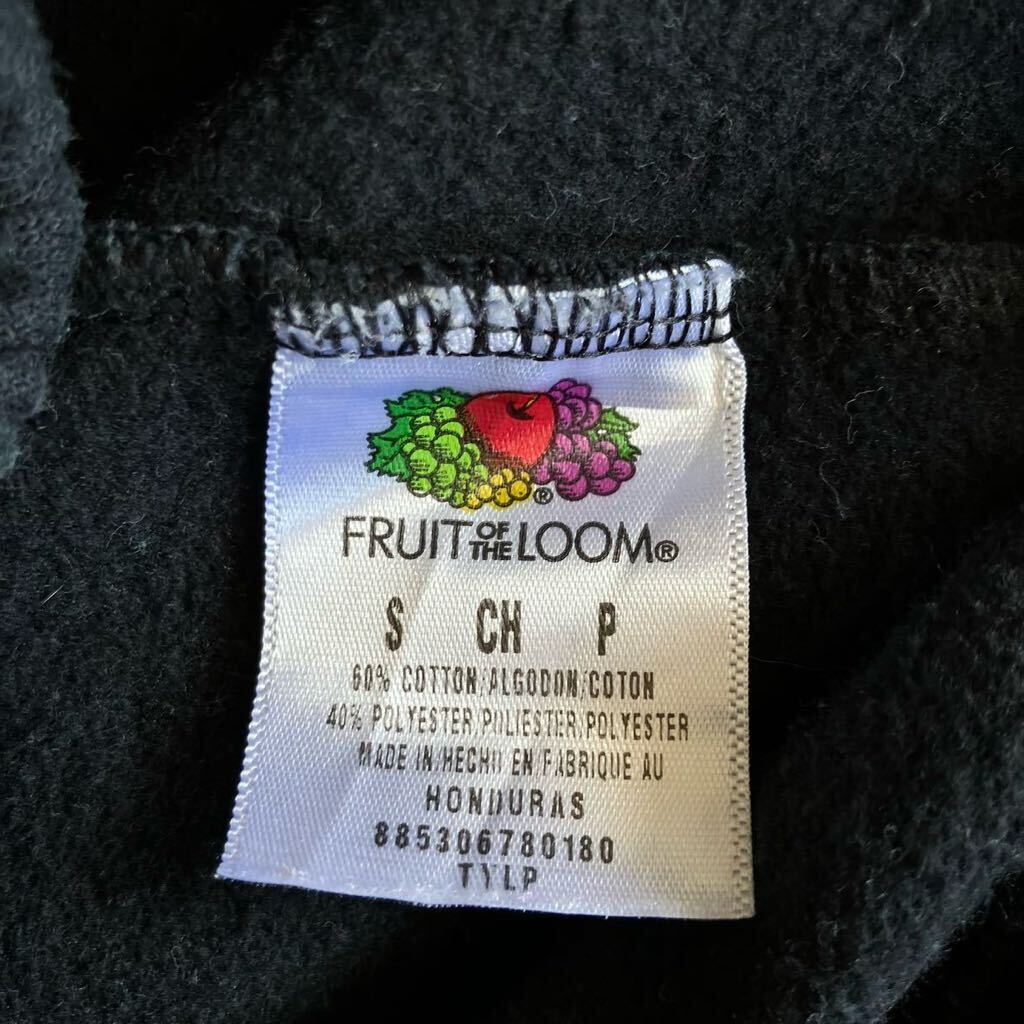 ®
FRUIT OF THE LOOM®
S CH P
60% COTTON/ALGODON/COTON
40% POLYESTER/POLIESTER/POLYESTER
MADE IN/HECHO EN/FABRIQUE AU
HONDURAS
885306780180
TYLP